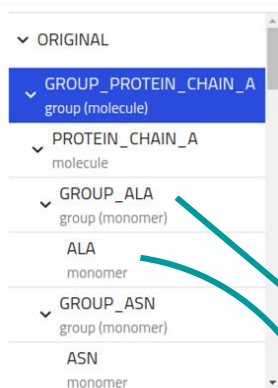 ORIGINAL
GROUP_PROTEIN_CHAIN_A
group (molecule)
PROTEIN_CHAIN_A
molecule
GROUP_ALA
group (monomer)
ALA
monomer
GROUP_ASN
group (monomer)
ASN
monomer